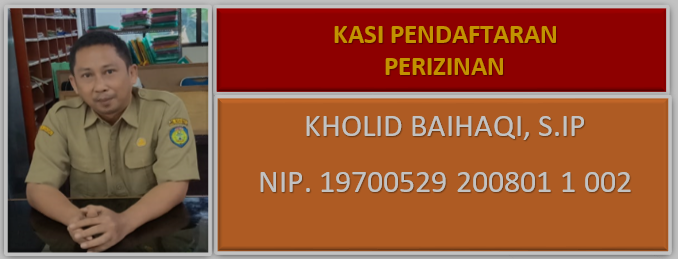 KASI PENDAFTARAN
PERIZINAN
KHOLID BAIHAQI, S.IP
NIP. 19700529 200801 1 002